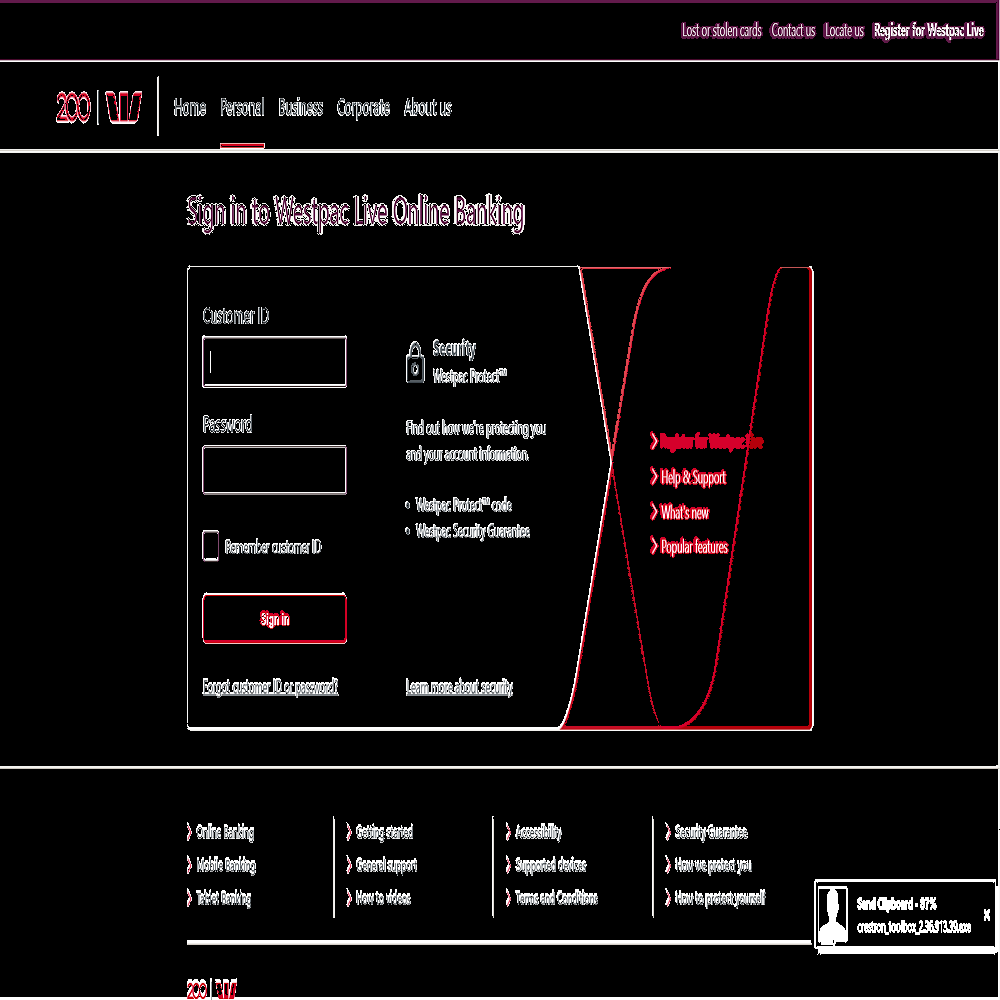 Lost or stolen cards Contact us Locate us Register for Westpac Live
200 Home Personal Business Corporate About us
Sign in to Westpac Live Online Banking
Customer ID
Password
Remember customer ID
Sign in
Forgot customer ID or password?
Security
Westpac Protect™
Find out how we're protecting you
and your account information.
• Westpac Protect™ code
• Westpac Security Guarantee
Learn more about security
Register for Westpac Live
Help & Support
What's new
Popular features
Online Banking
Mobile Banking
Tablet Banking
Getting started
General support
How to videos
Accessibility
Supported devices
Terms and Conditions
Security Guarantee
How we protect you
How to protect yourself
Send Clipboard - 87%
crestron_toolbox_2.36.913.39.exe
X
200